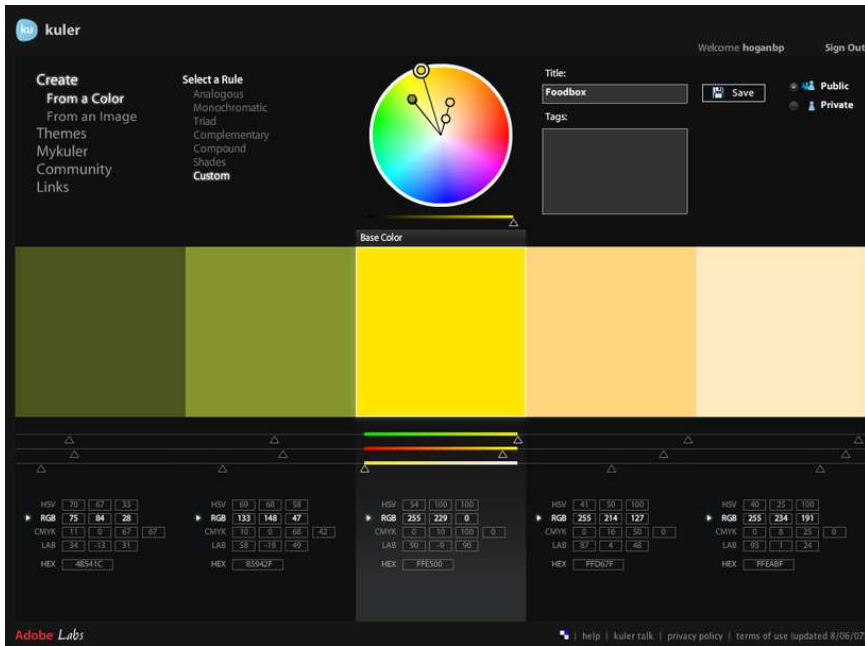 ku kuler
Welcome hoganbp Sign Out
Create
From a Color
From an Image
Themes
Mykuler
Community
Links
Select a Rule
Analogous
Monochromatic
Triad
Complementary
Compound
Shades
Custom
Title:
Foodbox
Save
Public
Private
Tags:
Base Color
HSV 70 67 33
RGB 75 84 28
CMYK 11 0 67 67
LAB 34 -13 31
HEX 4B541C
HSV 69 68 58
RGB 133 148 47
CMYK 10 0 68 42
LAB 58 -19 49
HEX 85942F
HSV 54 100 100
RGB 255 229 0
CMYK 0 10 100 0
LAB 90 -9 90
HEX FFE500
HSV 41 50 100
RGB 255 214 127
CMYK 0 16 50 0
LAB 87 4 48
HEX FFD67F
HSV 40 25 100
RGB 255 234 191
CMYK 0 8 25 0
LAB 93 1 24
HEX FFEABF
Adobe Labs
| help | kuler talk | privacy policy | terms of use (updated 8/06/07